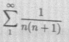 ∞
∑ 1/n(n+1)
1